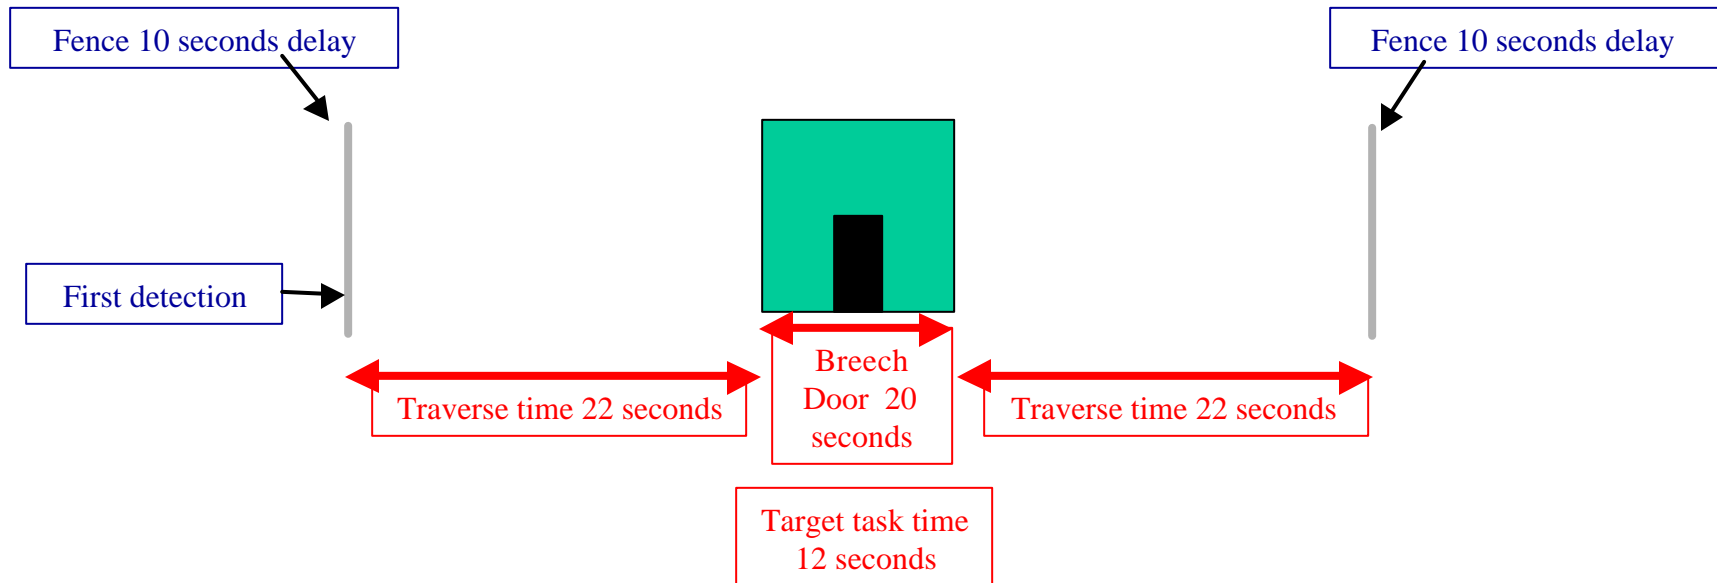 Fence 10 seconds delay
Fence 10 seconds delay
First detection
Traverse time 22 seconds
Breech
Door 20
seconds
Traverse time 22 seconds
Target task time
12 seconds